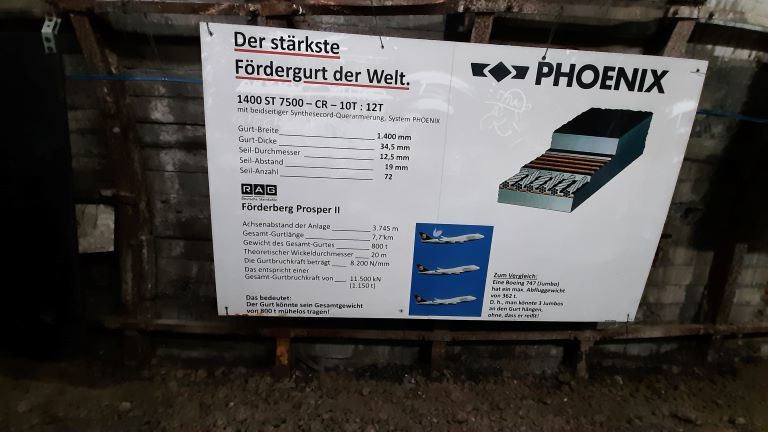 Der stärkste
Fördergurt der Welt.
PHOENIX
1400 ST 7500 – CR – 10T : 12T
mit beidseitiger Synthesecord-Querarmierung, System PHOENIX
Gurt-Breite 1.400 mm
Gurt-Dicke 34,5 mm
Seil-Durchmesser 12,5 mm
Seil-Abstand 19 mm
Seil-Anzahl 72
RAG
Förderberg Prosper II
Achsenabstand der Anlage 3.745 m
Gesamt-Gurtlänge 7,7 km
Gewicht des Gesamt-Gurtes 800 t
Theoretischer Wickeldurchmesser 20 m
Die Gurtbruchkraft beträgt 8.200 N/mm
Das entspricht einer
Gesamt-Gurtbruchkraft von 11.500 kN
(1.150 t)
Das bedeutet:
Der Gurt könnte sein Gesamtgewicht
von 800 t mühelos tragen!
Zum Vergleich:
Eine Boeing 747 (Jumbo)
hat ein max. Abfluggewicht
von 362 t.
D. h., man könnte 3 Jumbos
an den Gurt hängen,
ohne, dass er reißt!